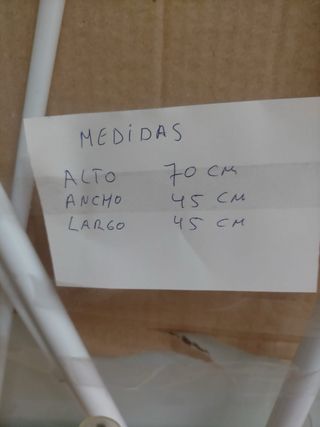 MEDIDAS
ALTO 70 CM
ANCHO 45 CM
LARGO 45 CM